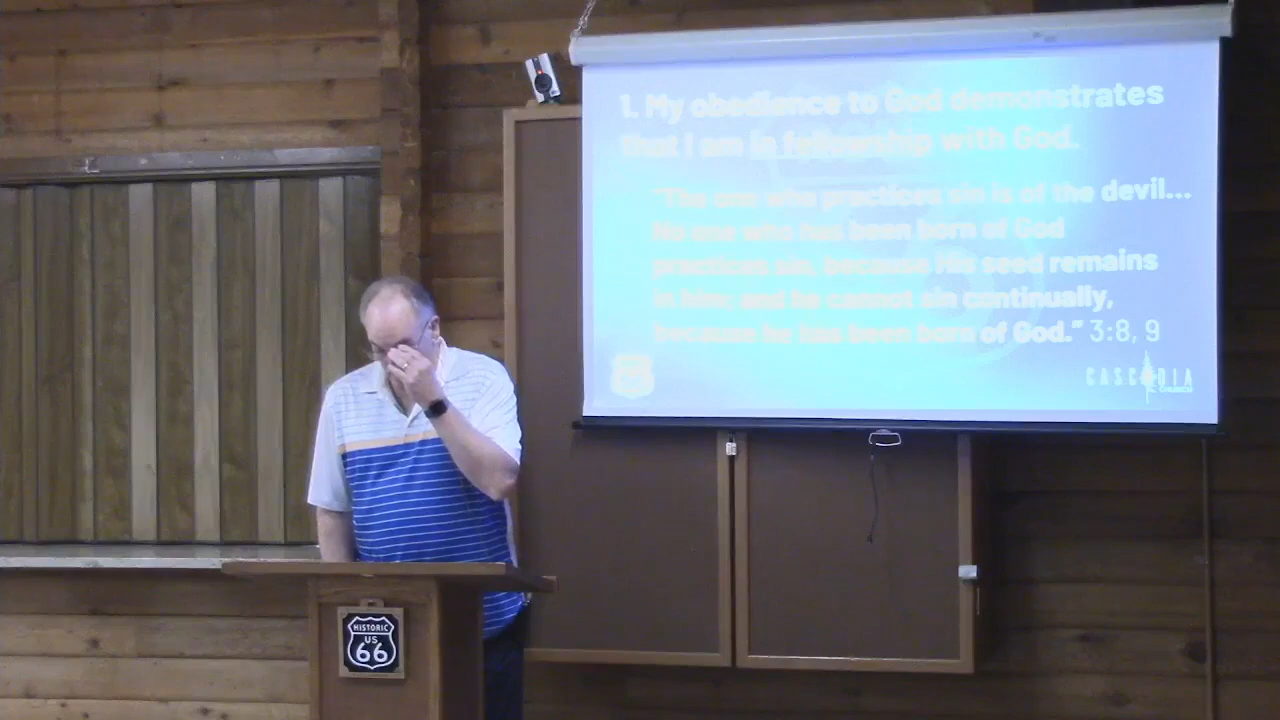 1. My obedience to God demonstrates
that I am in fellowship with God.
"The one who practices sin is of the devil...
No one who has been born of God
practices sin, because His seed remains
in him; and he cannot sin continually,
because he has been born of God." 3:8, 9
CASCADIA
CHURCH
HISTORIC
US
66